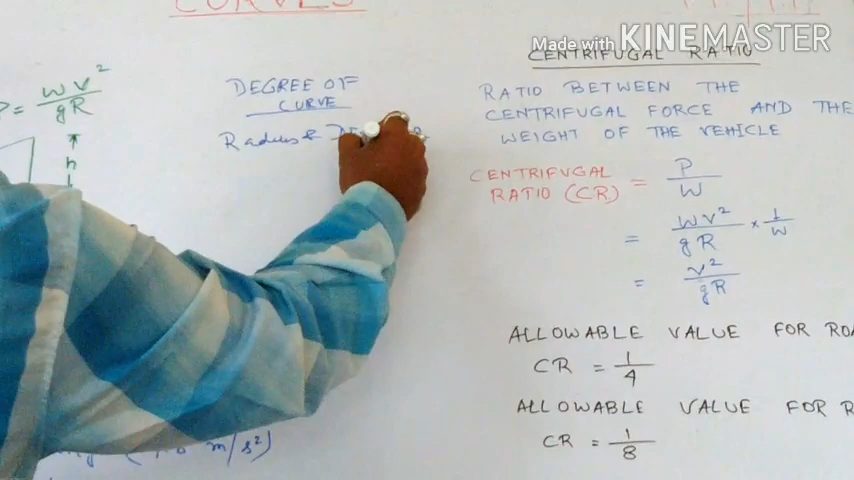 CURVES
Made with KINEMASTER
P = WV²/gR
h
DEGREE OF
CURVE
Radius &
CENTRIFUGAL RATIO
RATIO BETWEEN THE
CENTRIFUGAL FORCE AND THE
WEIGHT OF THE VEHICLE
CENTRIFUGAL
RATIO (CR) = P/W
= WV²/gR × 1/W
= V²/gR
ALLOWABLE VALUE FOR
CR = 1/4
ALLOWABLE VALUE FOR
CR = 1/8
m/s²)